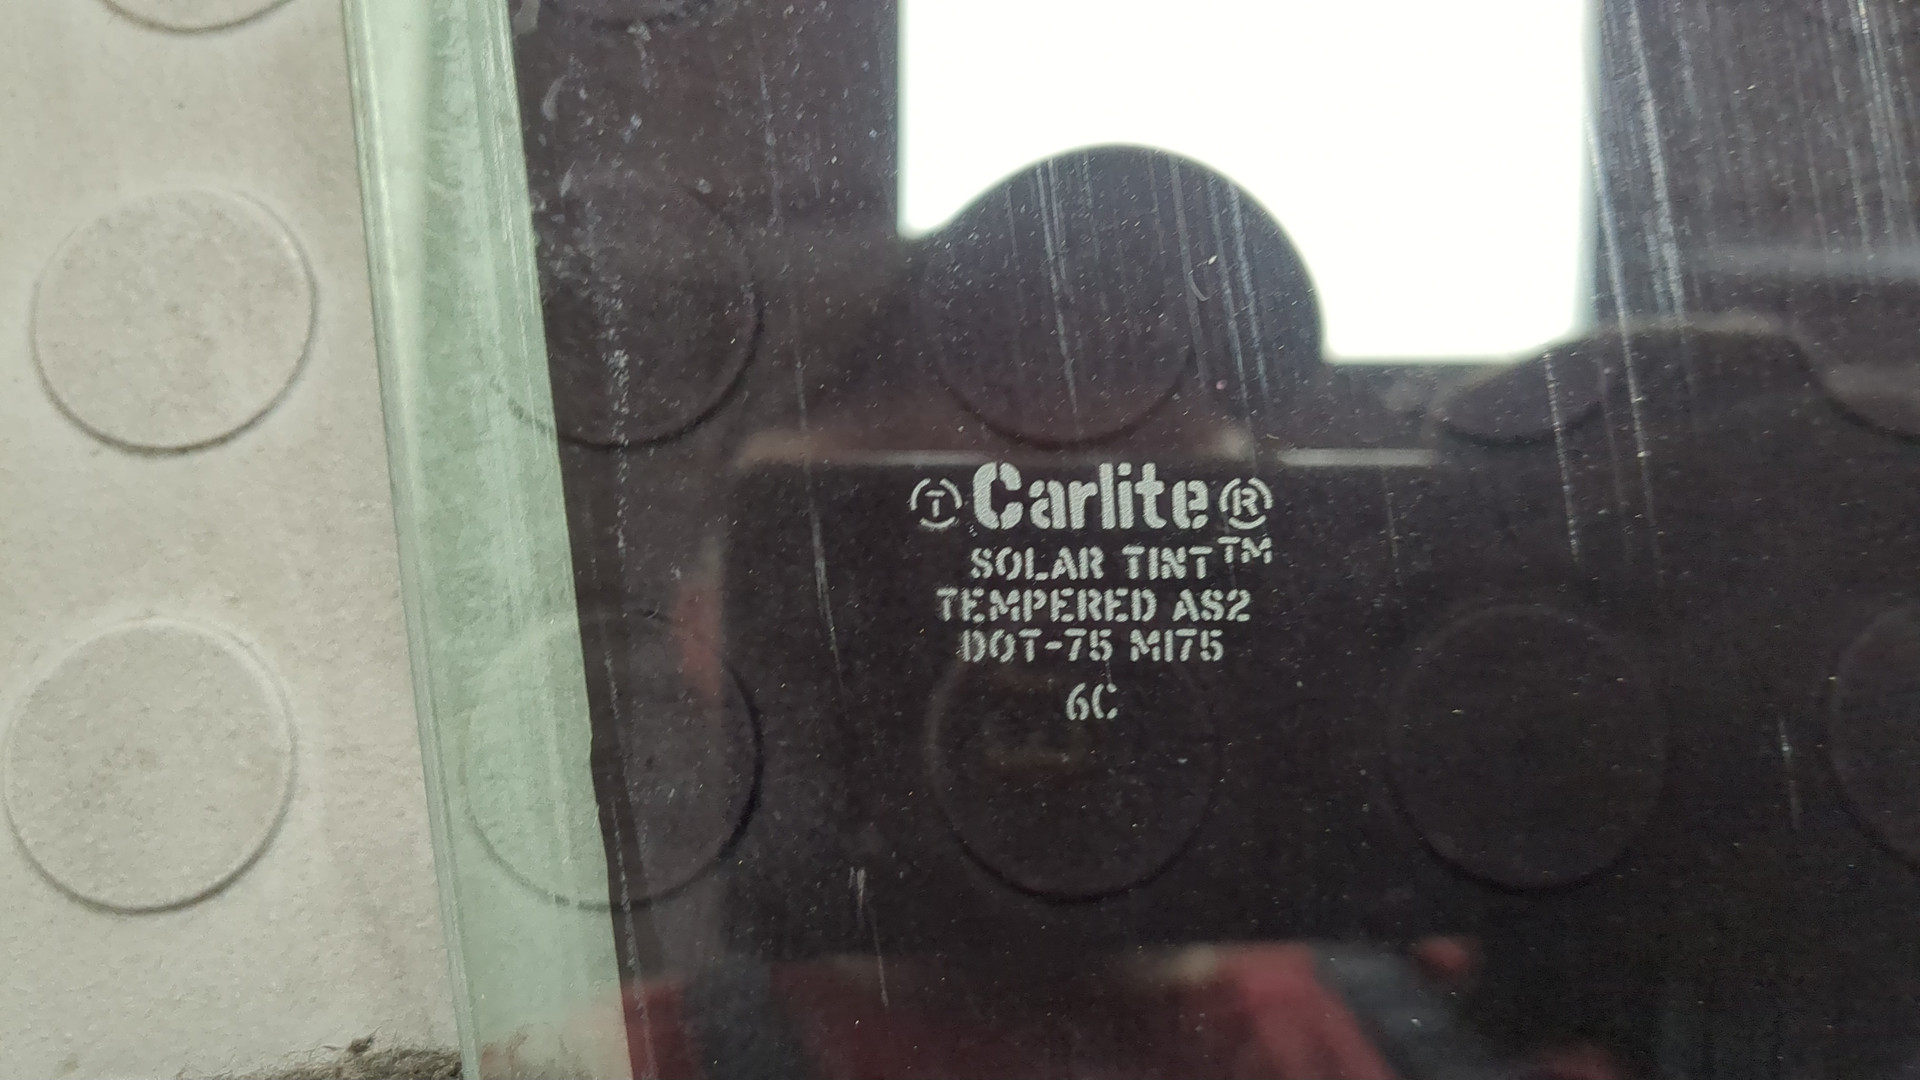 Ⓣ Carlite ®
SOLAR TINT™
TEMPERED AS2
DOT-75 M175
6C